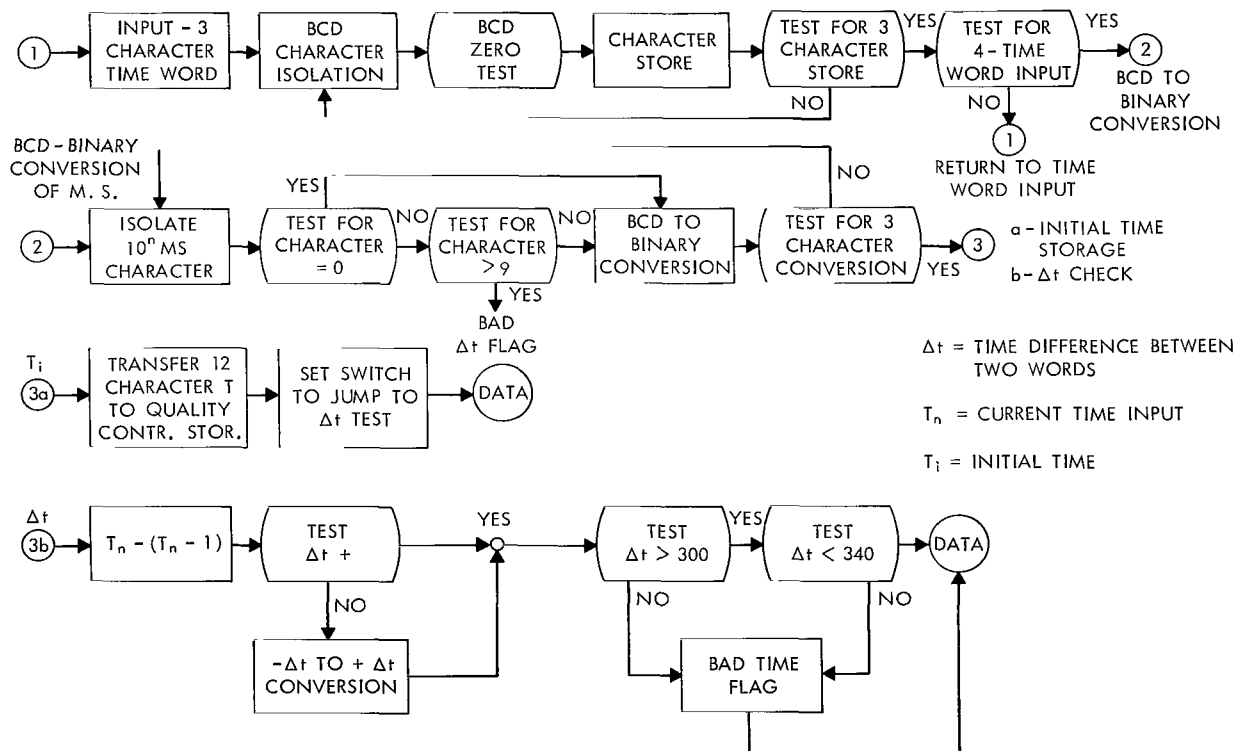 1
INPUT - 3
CHARACTER
TIME WORD
BCD
CHARACTER
ISOLATION
BCD
ZERO
TEST
CHARACTER
STORE
TEST FOR 3
CHARACTER
STORE
YES
NO
TEST FOR
4 - TIME
WORD INPUT
YES
NO
2
BCD TO
BINARY
CONVERSION
1
RETURN TO TIME
WORD INPUT
BCD - BINARY
CONVERSION
OF M. S.
2
ISOLATE
10ⁿ MS
CHARACTER
YES
TEST FOR
CHARACTER
= 0
NO
TEST FOR
CHARACTER
> 9
NO
YES
BAD
Δt FLAG
BCD TO
BINARY
CONVERSION
NO
TEST FOR 3
CHARACTER
CONVERSION
YES
3
a - INITIAL TIME
STORAGE
b - Δt CHECK
Tᵢ
3a
TRANSFER 12
CHARACTER T
TO QUALITY
CONTR. STOR.
SET SWITCH
TO JUMP TO
Δt TEST
DATA
Δt = TIME DIFFERENCE BETWEEN
TWO WORDS
Tₙ = CURRENT TIME INPUT
Tᵢ = INITIAL TIME
Δt
3b
Tₙ - (Tₙ - 1)
TEST
Δt +
NO
YES
-Δt TO + Δt
CONVERSION
TEST
Δt > 300
YES
NO
TEST
Δt < 340
NO
DATA
BAD TIME
FLAG